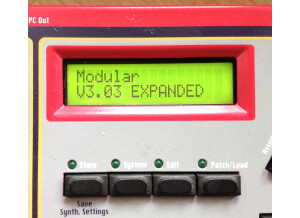 PC Out
Modular
V3.03 EXPANDED
Store
System
Edit
Patch/Load
Save
Synth. Settings